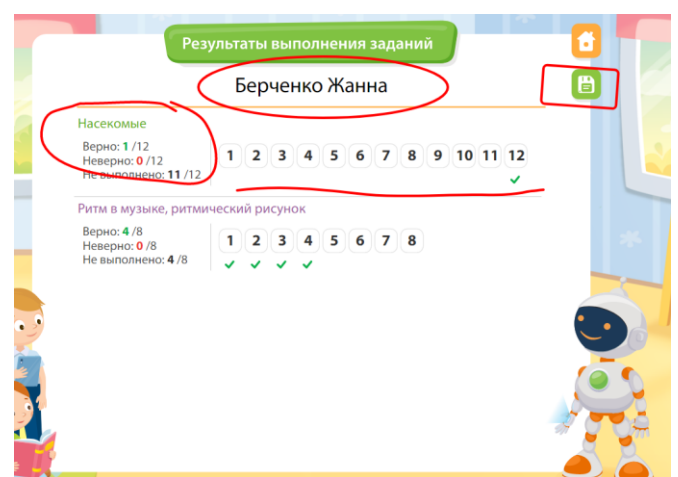 Результаты выполнения заданий
Берченко Жанна
Насекомые
Верно: 1 /12
Неверно: 0 /12
Не выполнено: 11 /12
1 2 3 4 5 6 7 8 9 10 11 12
Ритм в музыке, ритмический рисунок
Верно: 4 /8
Неверно: 0 /8
Не выполнено: 4 /8
1 2 3 4 5 6 7 8